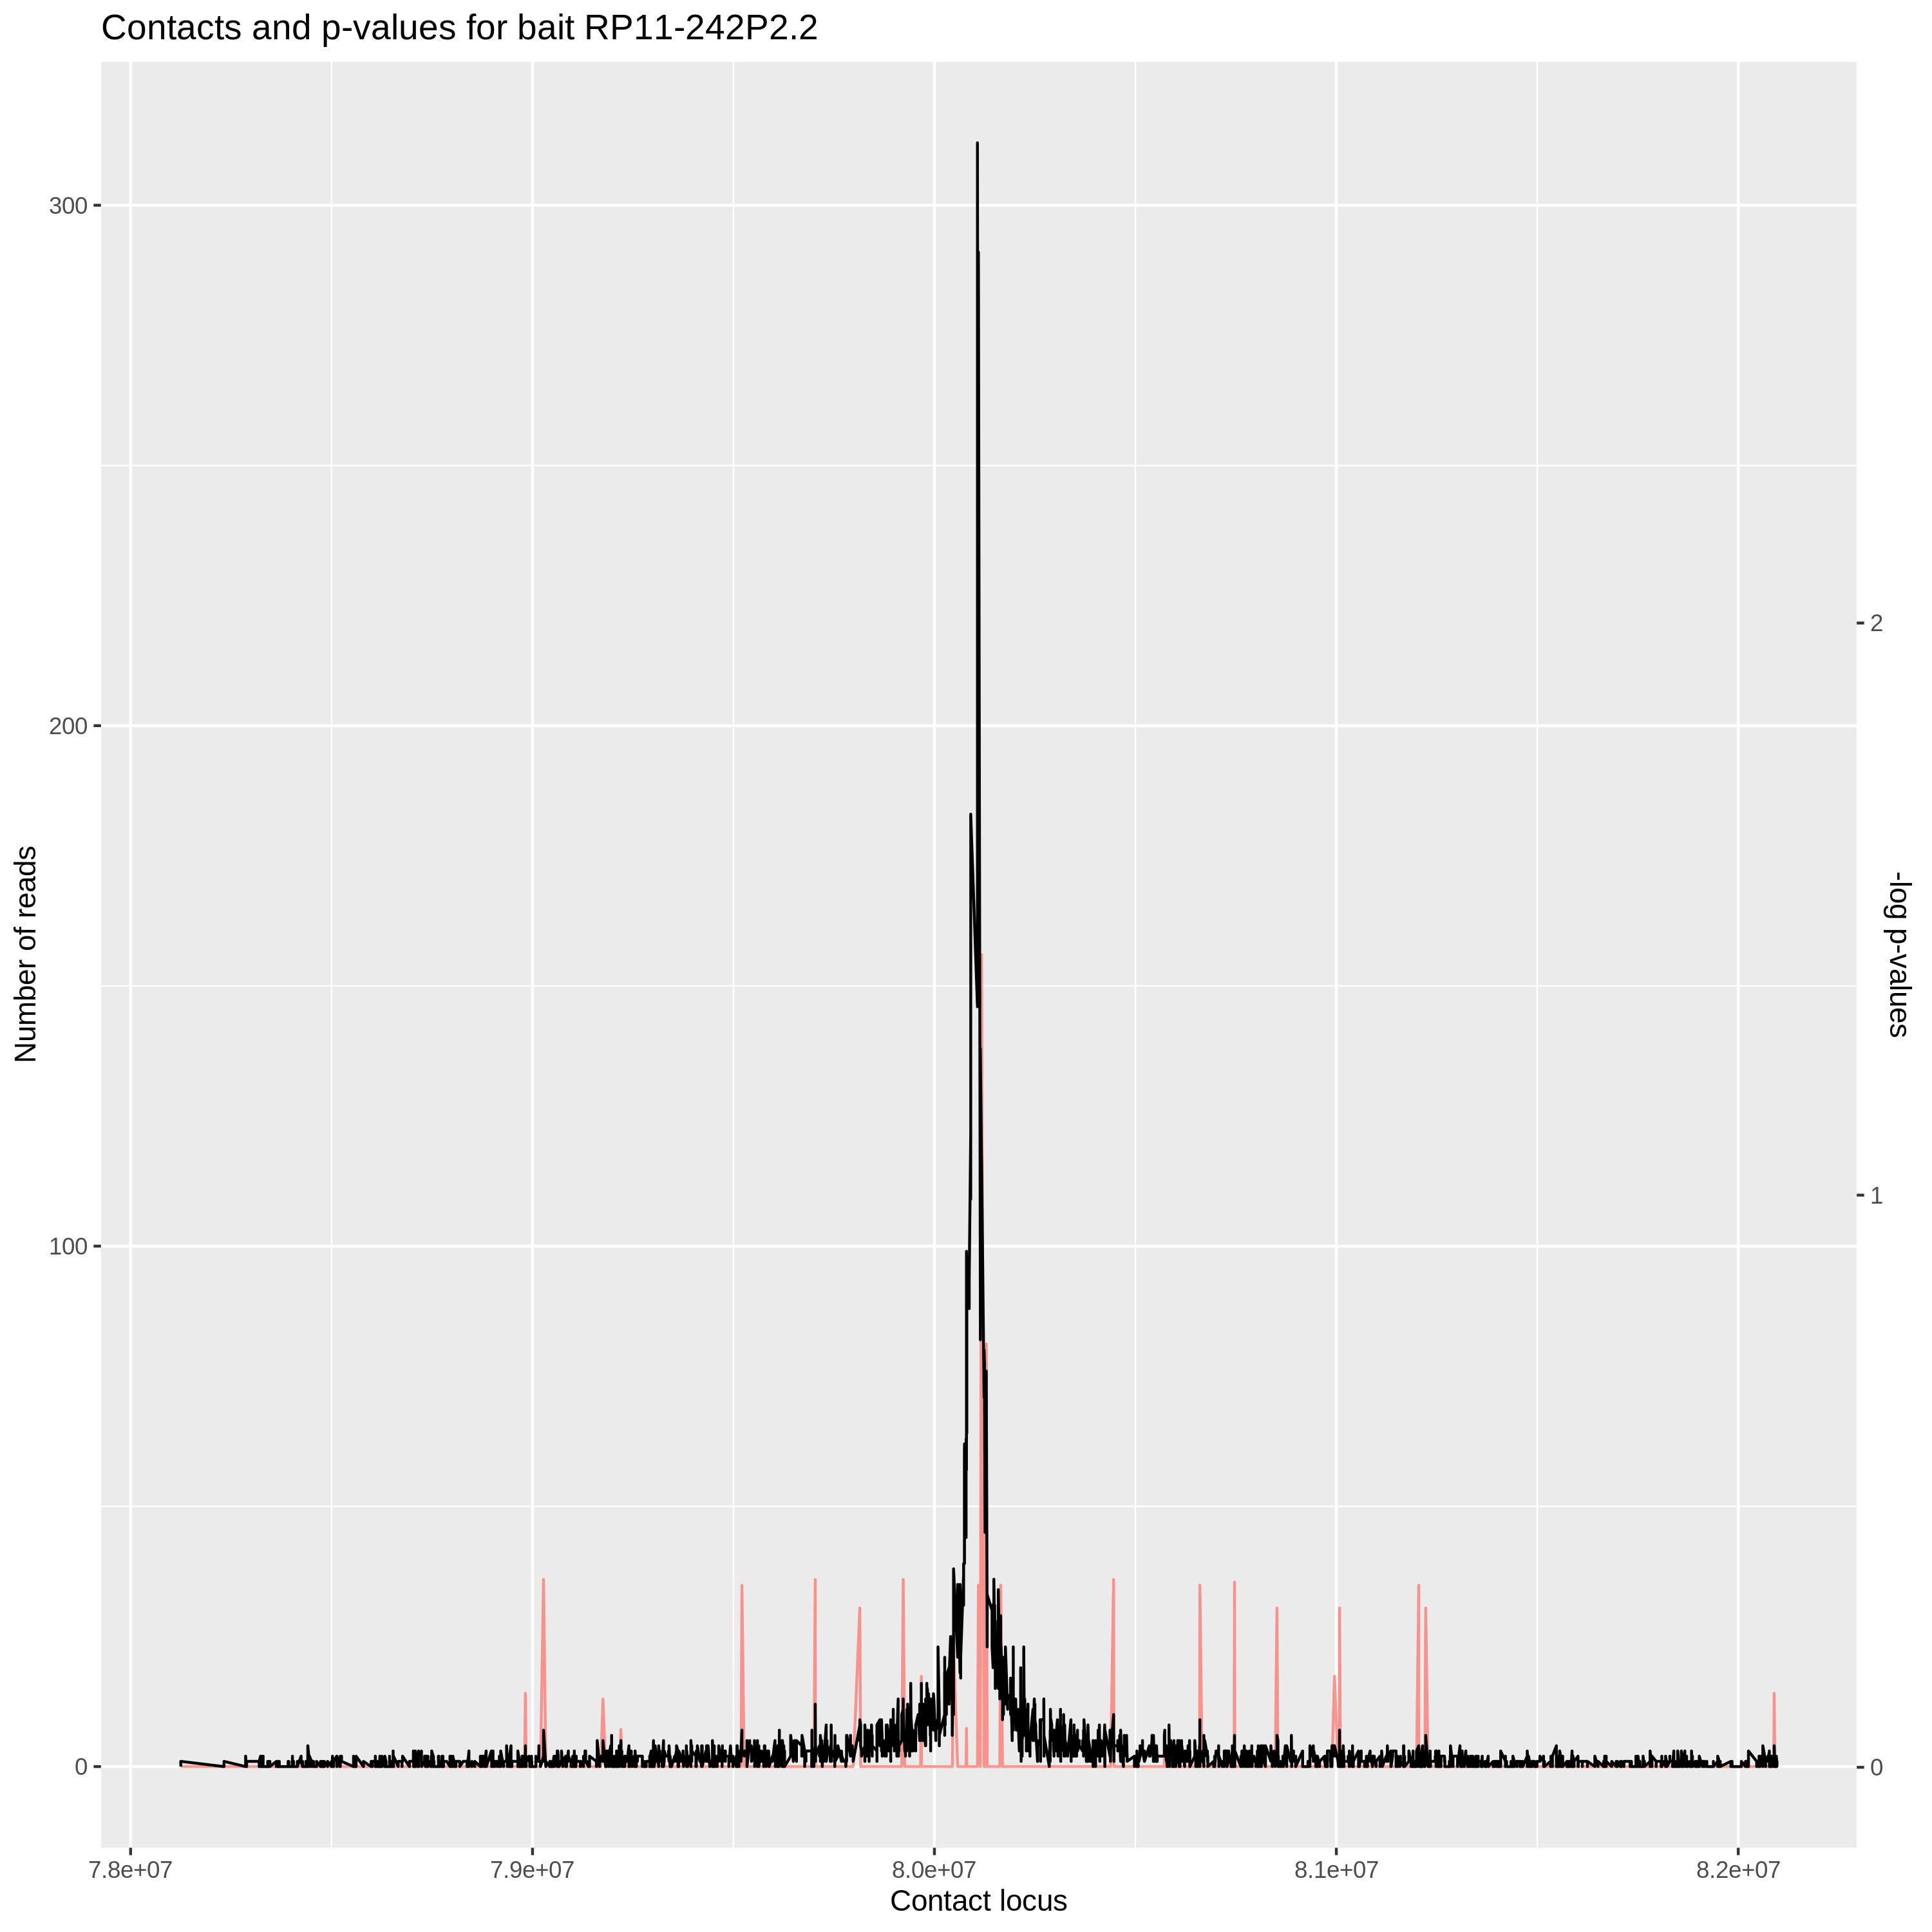 Contacts and p-values for bait RP11-242P2.2
300
200
100
0
Number of reads
2
1
0
-log p-values
7.8e+07 7.9e+07 8.0e+07 8.1e+07 8.2e+07
Contact locus